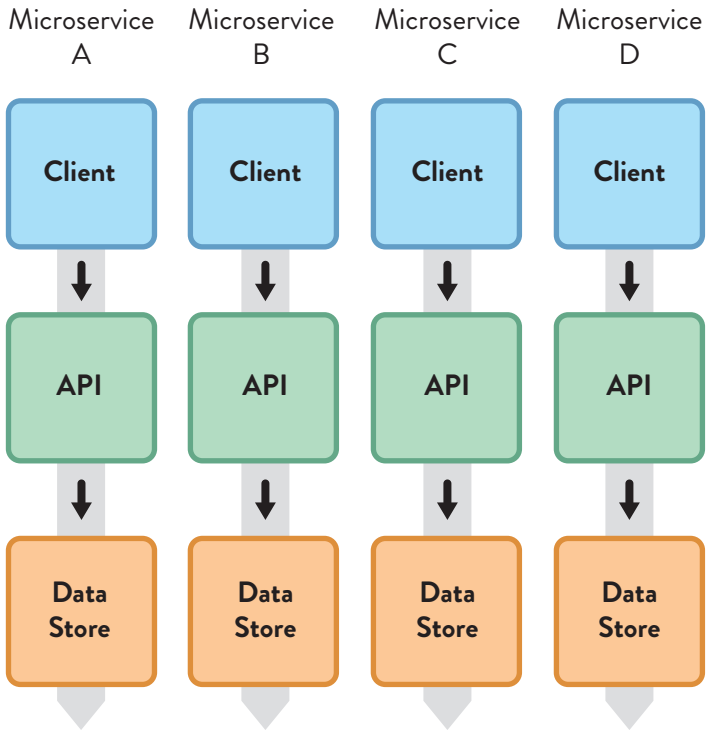 Microservice
A
Microservice
B
Microservice
C
Microservice
D
Client
Client
Client
Client
API
API
API
API
Data
Store
Data
Store
Data
Store
Data
Store